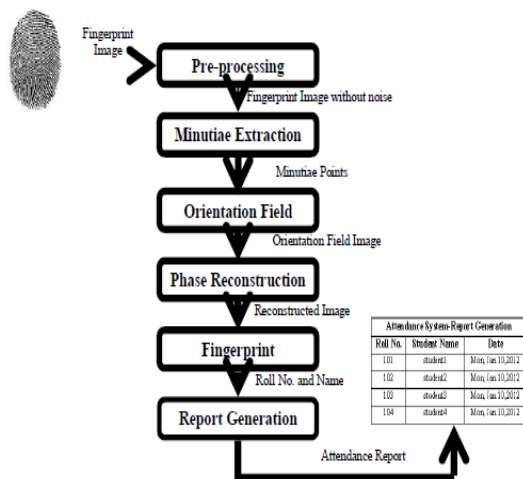 Fingerprint
Image
Pre-processing
Fingerprint Image without noise
Minutiae Extraction
Minutiae Points
Orientation Field
Orientation Field Image
Phase Reconstruction
Reconstructed Image
Fingerprint
Roll No. and Name
Report Generation
Attendance Report
Attendance System-Report Generation
Roll No. Student Name Date
101 student1 Mon, Jan 10,2012
102 student2 Mon, Jan 10,2012
103 student3 Mon, Jan 10,2012
104 student4 Mon, Jan 10,2012